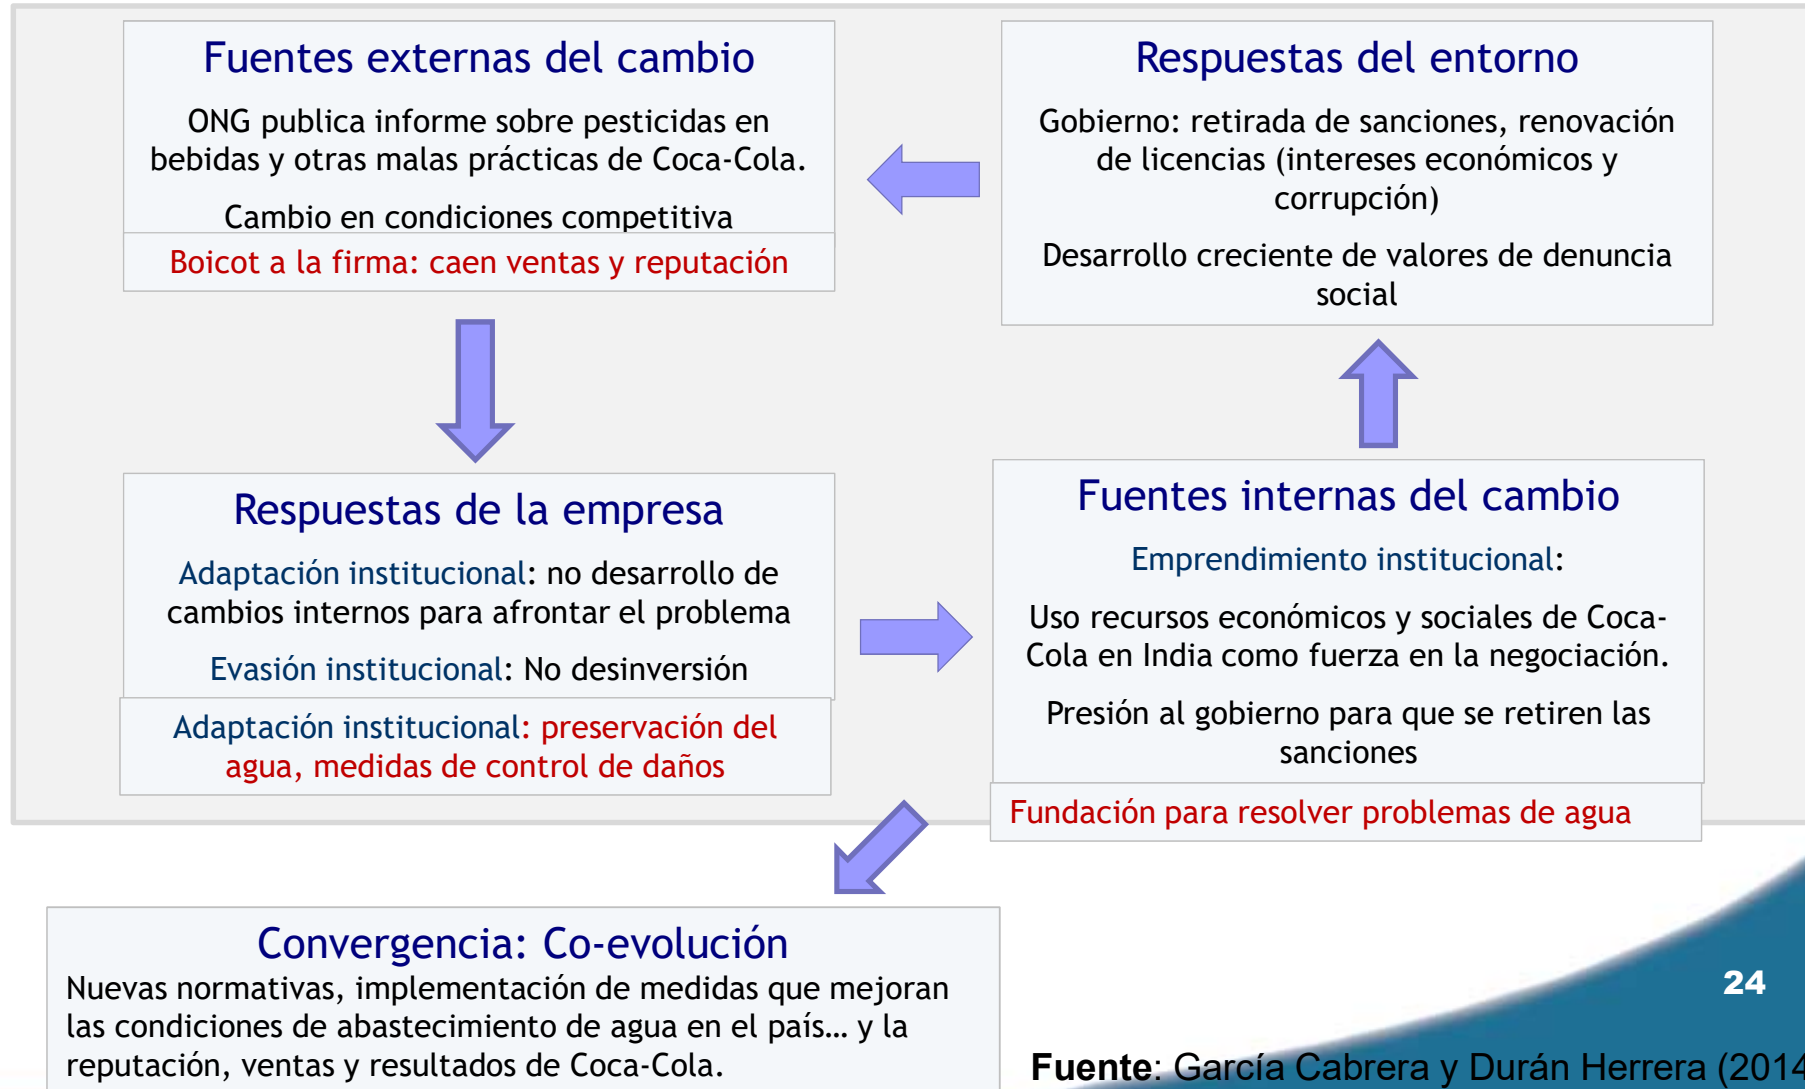 Fuentes externas del cambio
ONG publica informe sobre pesticidas en
bebidas y otras malas prácticas de Coca-Cola.
Cambio en condiciones competitiva
Boicot a la firma: caen ventas y reputación
Respuestas del entorno
Gobierno: retirada de sanciones, renovación
de licencias (intereses económicos y
corrupción)
Desarrollo creciente de valores de denuncia
social
Respuestas de la empresa
Adaptación institucional: no desarrollo de
cambios internos para afrontar el problema
Evasión institucional: No desinversión
Adaptación institucional: preservación del
agua, medidas de control de daños
Fuentes internas del cambio
Emprendimiento institucional:
Uso recursos económicos y sociales de Coca-
Cola en India como fuerza en la negociación.
Presión al gobierno para que se retiren las
sanciones
Fundación para resolver problemas de agua
Convergencia: Co-evolución
Nuevas normativas, implementación de medidas que mejoran
las condiciones de abastecimiento de agua en el país… y la
reputación, ventas y resultados de Coca-Cola.
24
Fuente: García Cabrera y Durán Herrera (2014